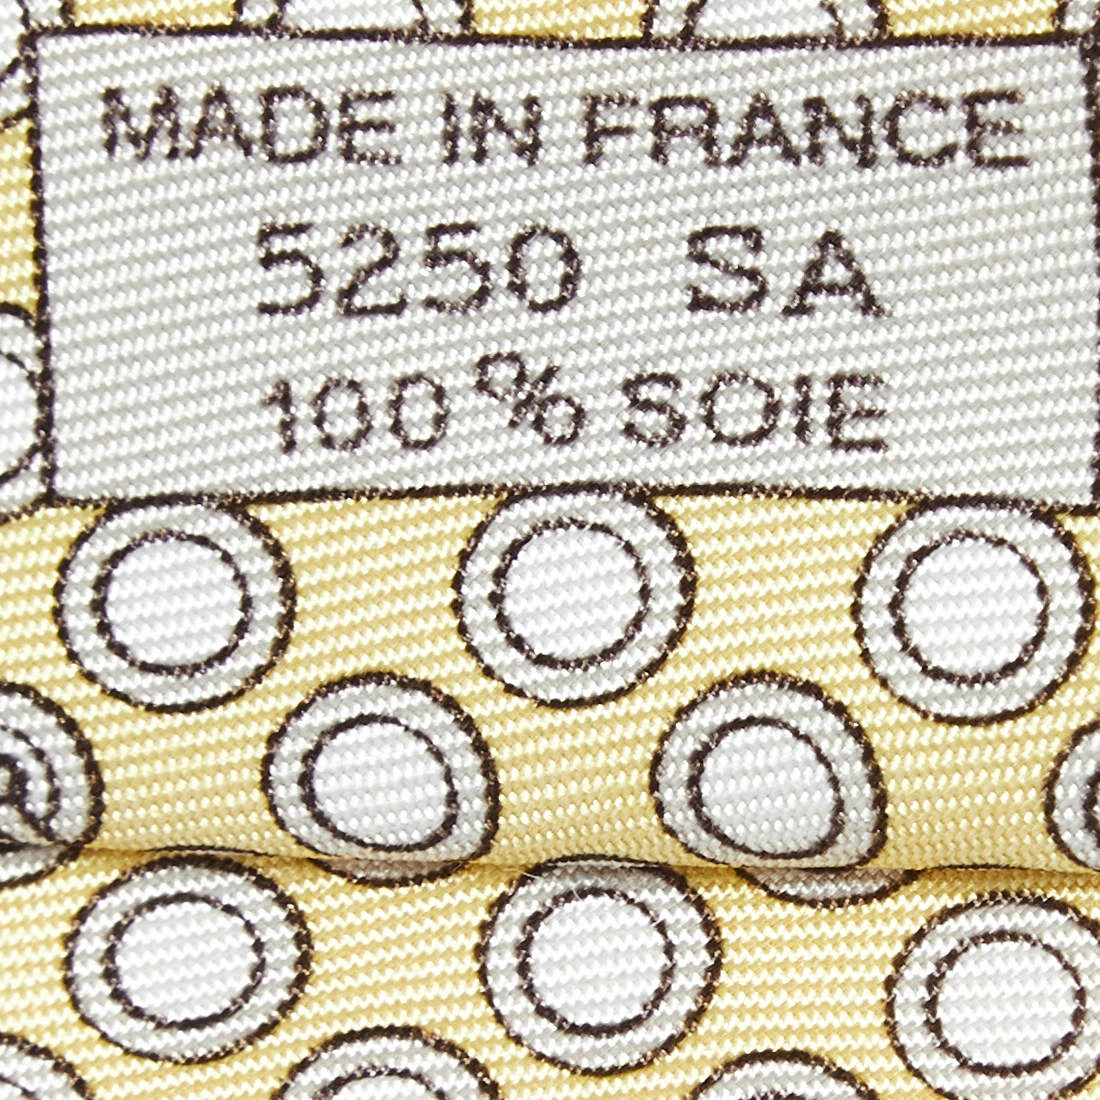 MADE IN FRANCE
5250 SA
100% SOIE